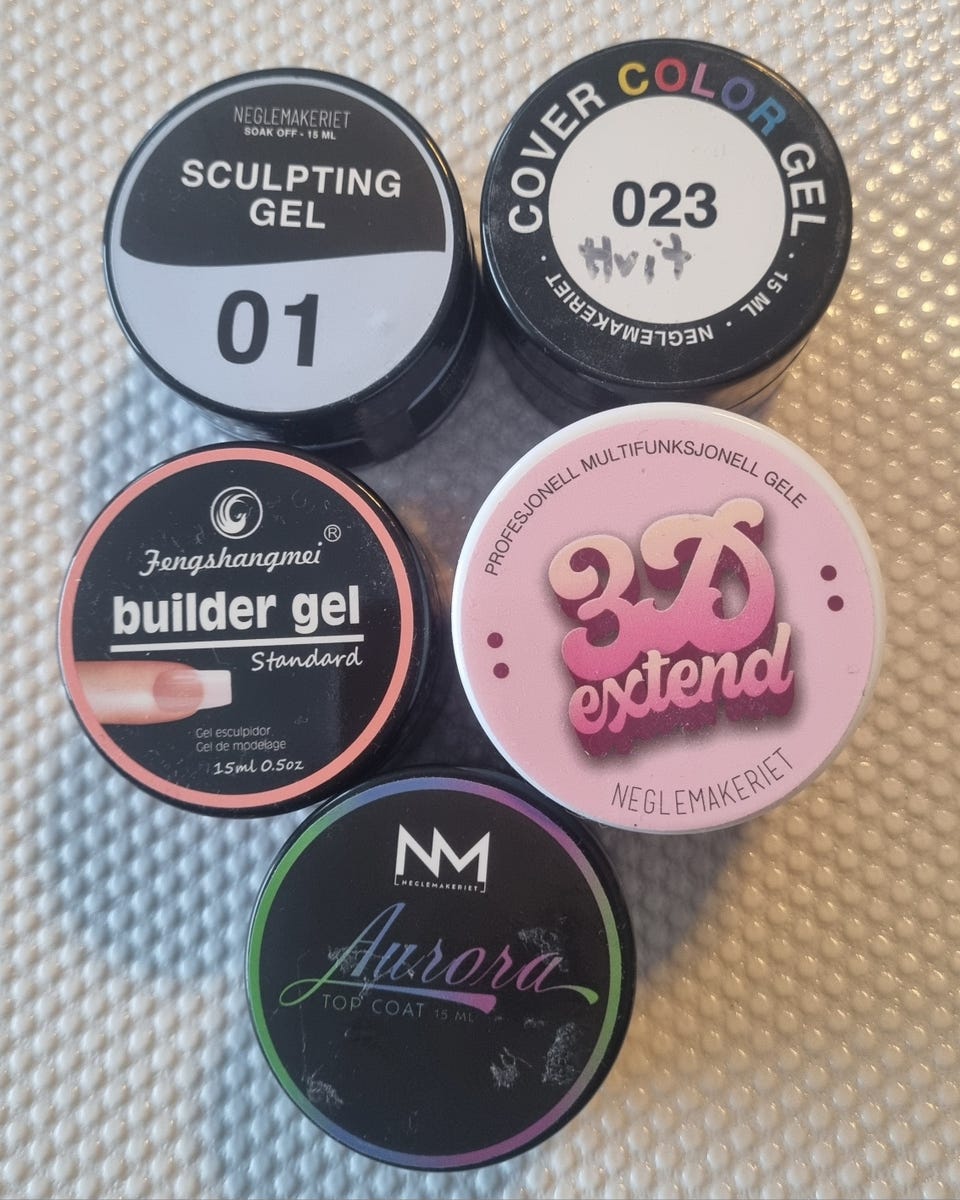 NEGLEMAKERIET
SOAK OFF - 15 ML
SCULPTING
GEL
01
COVER COLOR GEL
· 15 ML · NEGLEMAKERIET ·
023
Hvit
Fengshangmei ®
builder gel
Standard
Gel esculpidor
Gel de modelage
15ml 0.5oz
PROFESJONELL MULTIFUNKSJONELL GELE
3D
extend
NEGLEMAKERIET
NM
NEGLEMAKERIET
Aurora
TOP COAT 15 ML